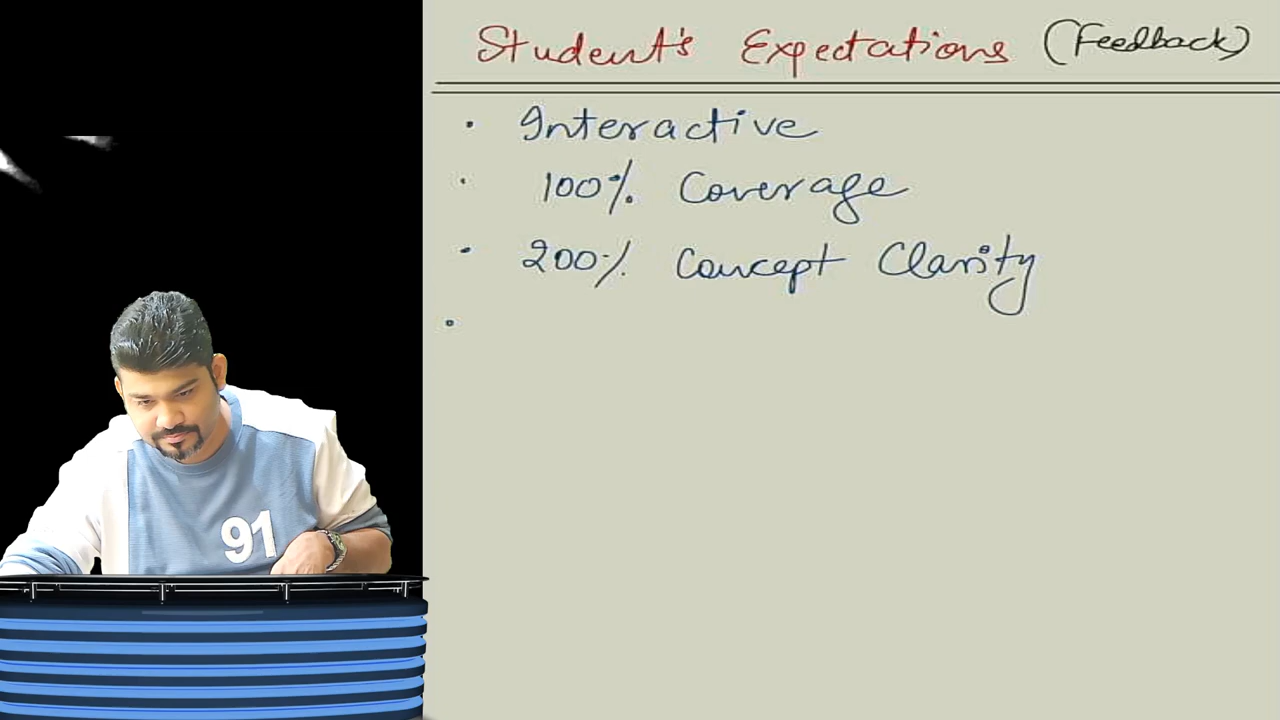 Student's Expectations (Feedback)
• Interactive
• 100% Coverage
• 200% Concept Clarity
•
91